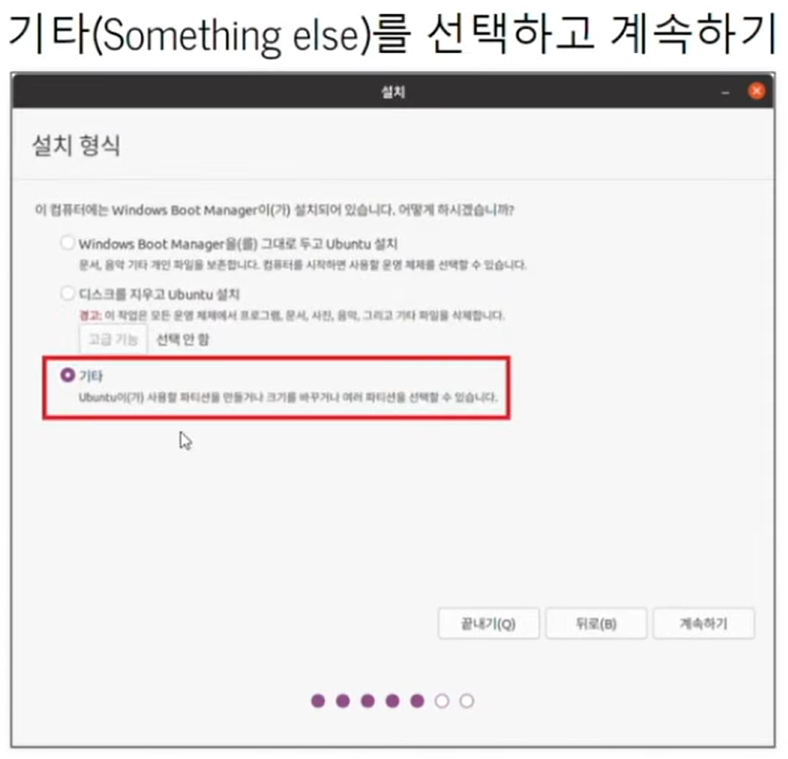 기타(Something else)를 선택하고 계속하기
설치
설치 형식
이 컴퓨터에는 Windows Boot Manager이(가) 설치되어 있습니다. 어떻게 하시겠습니까?
Windows Boot Manager을(를) 그대로 두고 Ubuntu 설치
문서, 음악 기타 개인 파일을 보존합니다. 컴퓨터를 시작하면 사용할 운영 체제를 선택할 수 있습니다.
디스크를 지우고 Ubuntu 설치
경고: 이 작업은 모든 운영 체제에서 프로그램, 문서, 사진, 음악, 그리고 기타 파일을 삭제합니다.
고급 기능 선택 안 함
기타
Ubuntu이(가) 사용할 파티션을 만들거나 크기를 바꾸거나 여러 파티션을 선택할 수 있습니다.
끝내기(Q) 뒤로(B) 계속하기